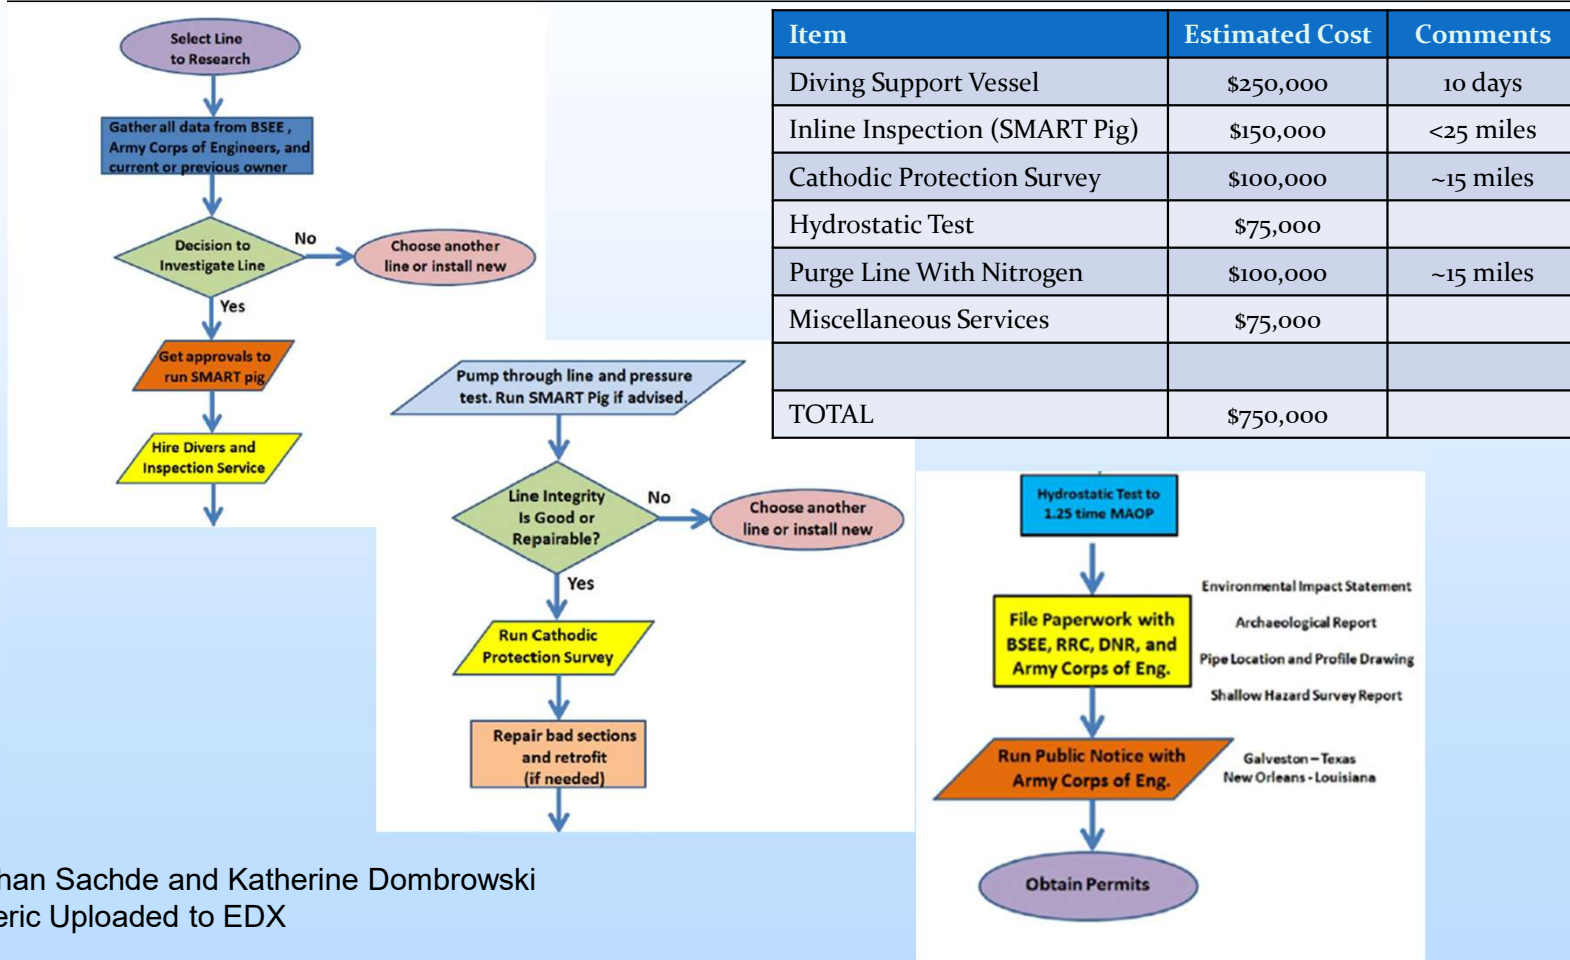 Select Line
to Research
Gather all data from BSEE ,
Army Corps of Engineers, and
current or previous owner
Decision to
Investigate Line
No
Choose another
line or install new
Yes
Get approvals to
run SMART pig
Hire Divers and
Inspection Service
Pump through line and pressure
test. Run SMART Pig if advised.
Line Integrity
Is Good or
Repairable?
No
Choose another
line or install new
Yes
Run Cathodic
Protection Survey
Repair bad sections
and retrofit
(if needed)
Item Estimated Cost Comments
Diving Support Vessel $250,000 10 days
Inline Inspection (SMART Pig) $150,000 <25 miles
Cathodic Protection Survey $100,000 ~15 miles
Hydrostatic Test $75,000
Purge Line With Nitrogen $100,000 ~15 miles
Miscellaneous Services $75,000
TOTAL $750,000
Hydrostatic Test to
1.25 time MAOP
File Paperwork with
BSEE, RRC, DNR, and
Army Corps of Eng.
Environmental Impact Statement
Archaeological Report
Pipe Location and Profile Drawing
Shallow Hazard Survey Report
Run Public Notice with
Army Corps of Eng.
Galveston – Texas
New Orleans - Louisiana
Obtain Permits
han Sachde and Katherine Dombrowski
eric Uploaded to EDX